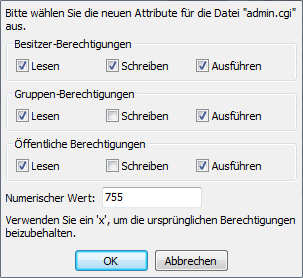 Bitte wählen Sie die neuen Attribute für die Datei "admin.cgi"
aus.
Besitzer-Berechtigungen
Lesen Schreiben Ausführen
Gruppen-Berechtigungen
Lesen Schreiben Ausführen
Öffentliche Berechtigungen
Lesen Schreiben Ausführen
Numerischer Wert: 755
Verwenden Sie ein 'x', um die ursprünglichen Berechtigungen
beizubehalten.
OK Abbrechen